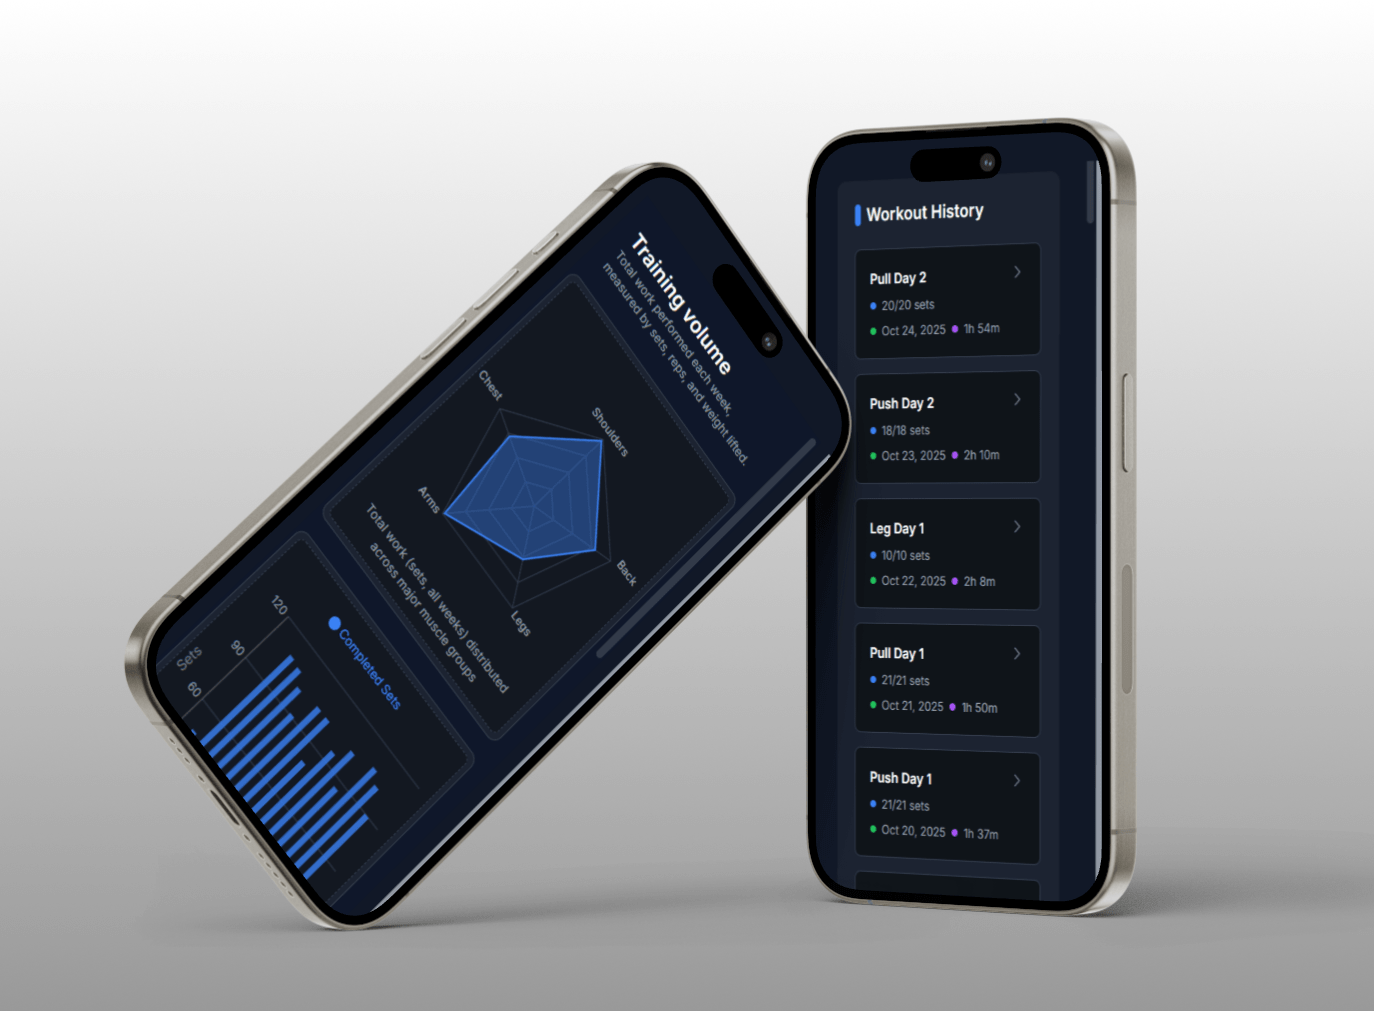 Training volume
Total work performed each week,
measured by sets, reps, and weight lifted.
Chest
Shoulders
Arms
Back
Legs
Total work (sets, all weeks) distributed
across major muscle groups
Completed Sets
120
90
60
Sets
Workout History
Pull Day 2
20/20 sets
Oct 24, 2025 1h 54m
Push Day 2
18/18 sets
Oct 23, 2025 2h 10m
Leg Day 1
10/10 sets
Oct 22, 2025 2h 8m
Pull Day 1
21/21 sets
Oct 21, 2025 1h 50m
Push Day 1
21/21 sets
Oct 20, 2025 1h 37m